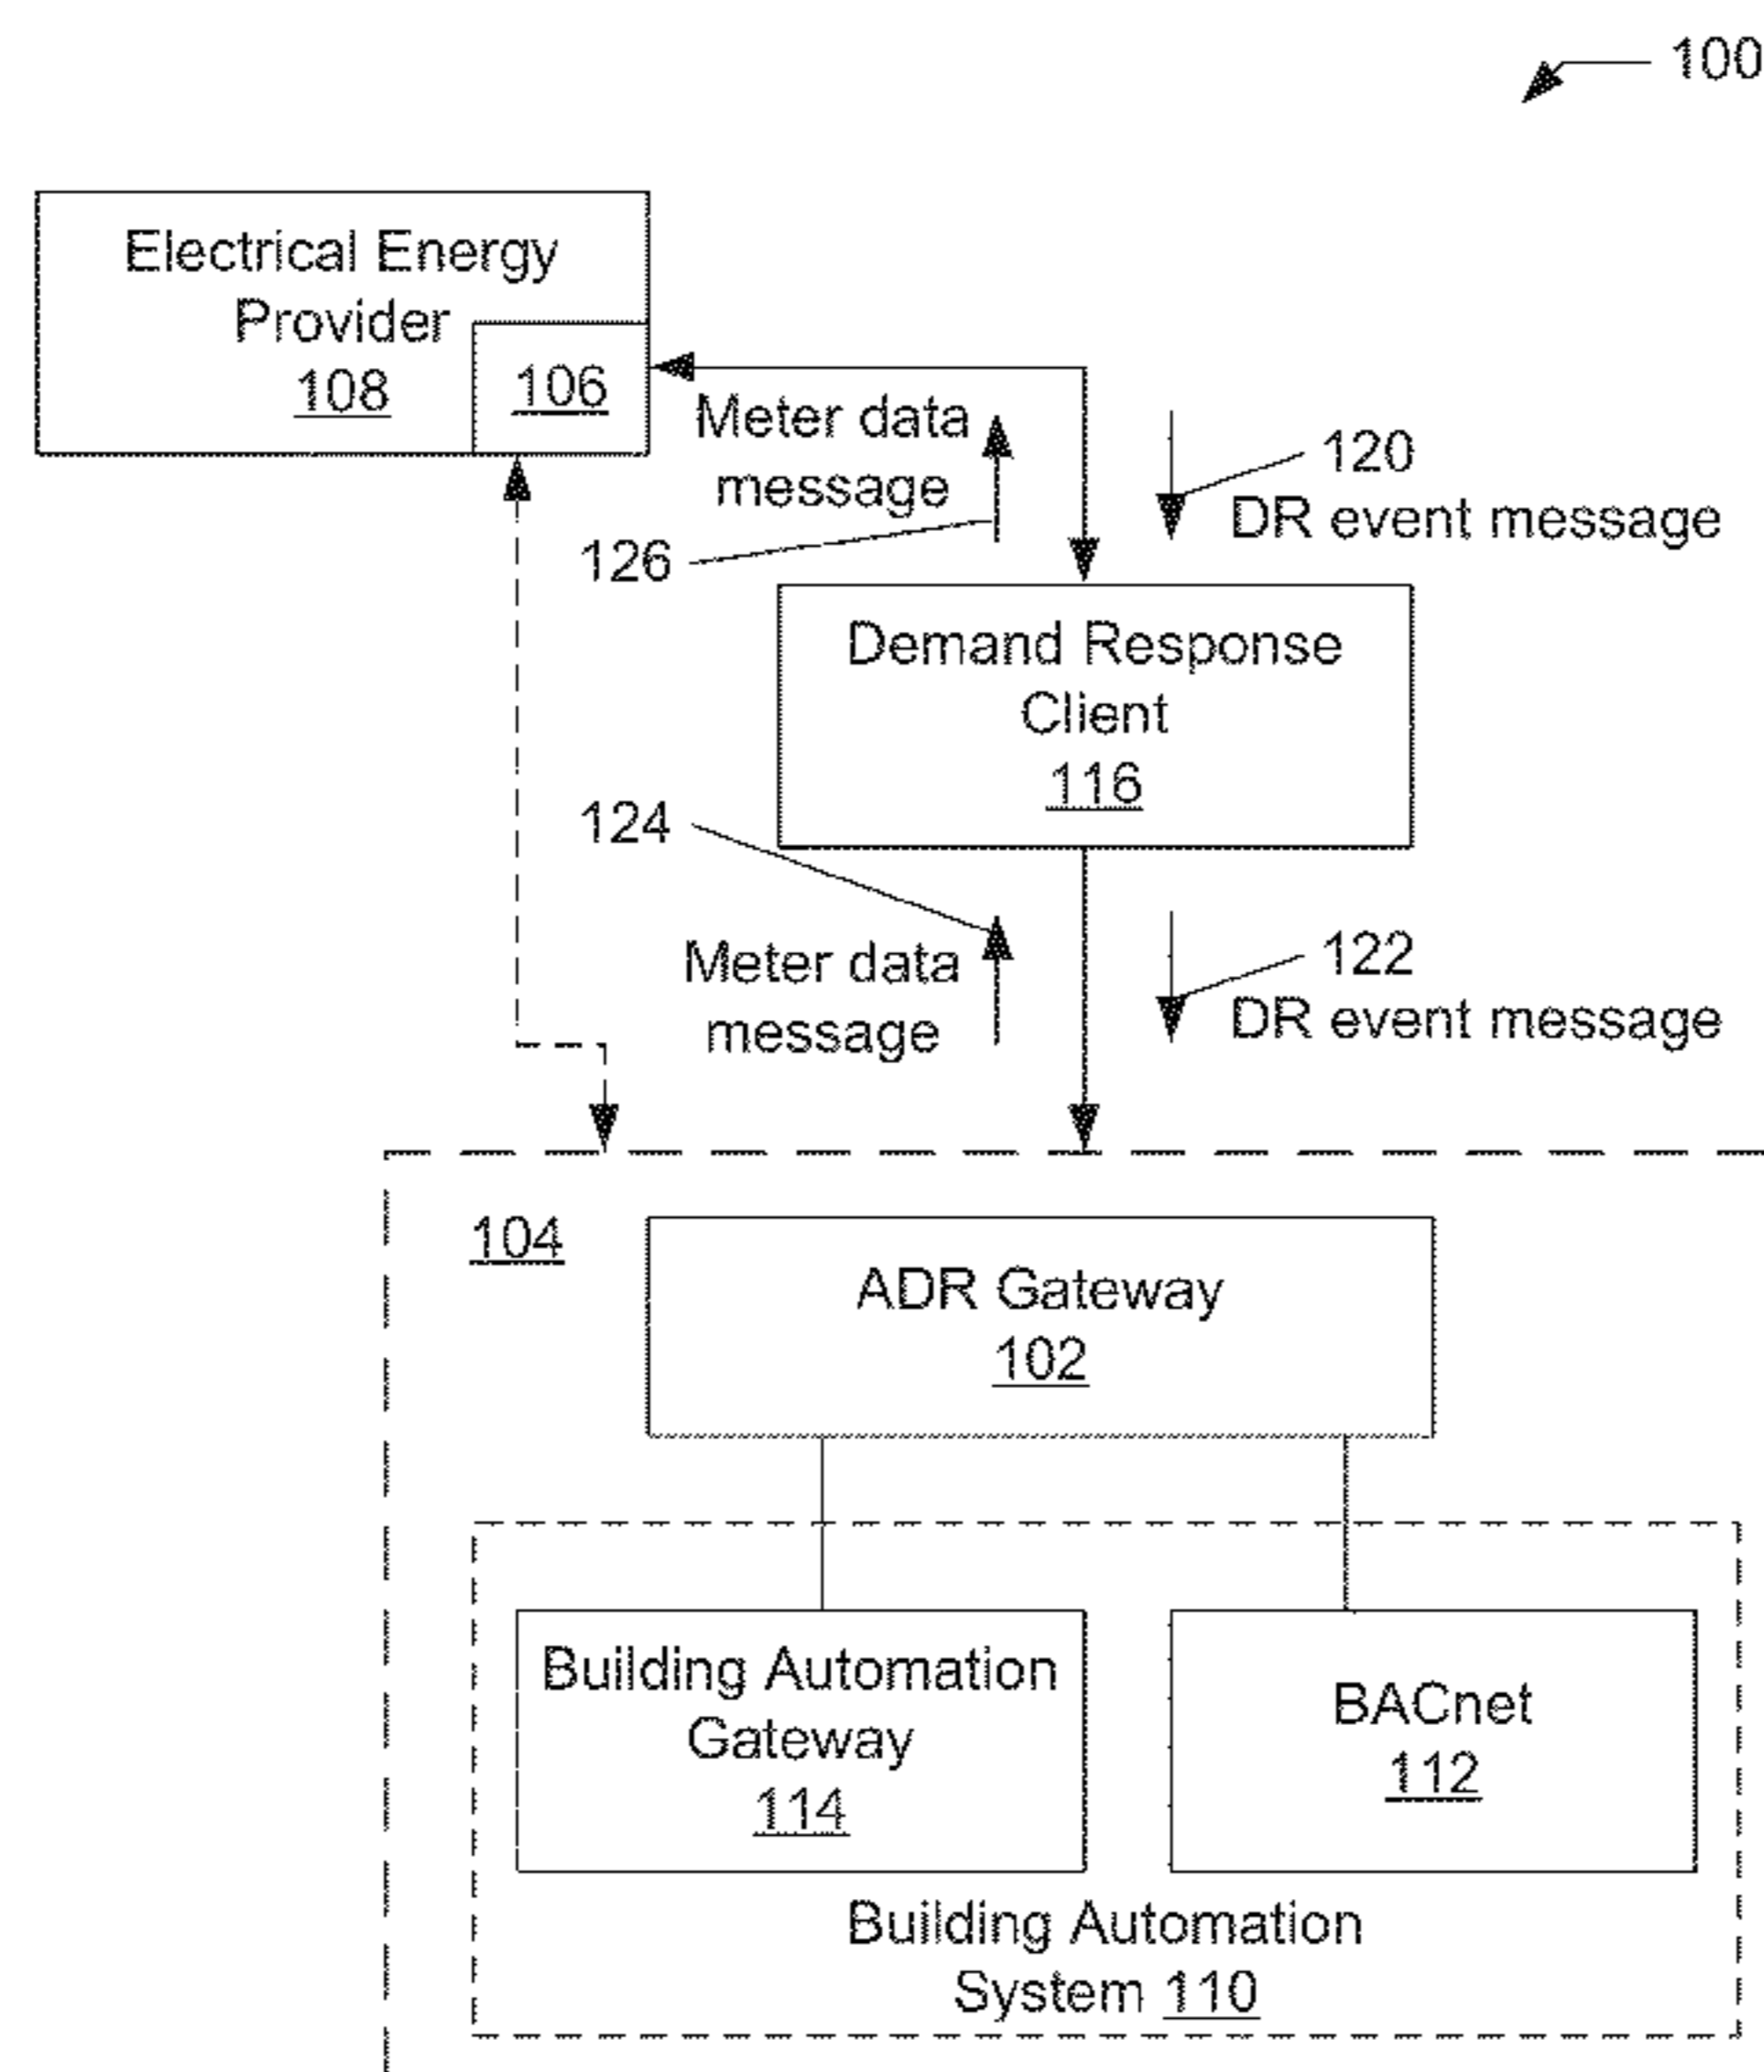 100
Electrical Energy
Provider
108
106
Meter data
message
126
120
DR event message
Demand Response
Client
116
124
Meter data
message
122
DR event message
104
ADR Gateway
102
Building Automation
Gateway
114
BACnet
112
Building Automation
System 110